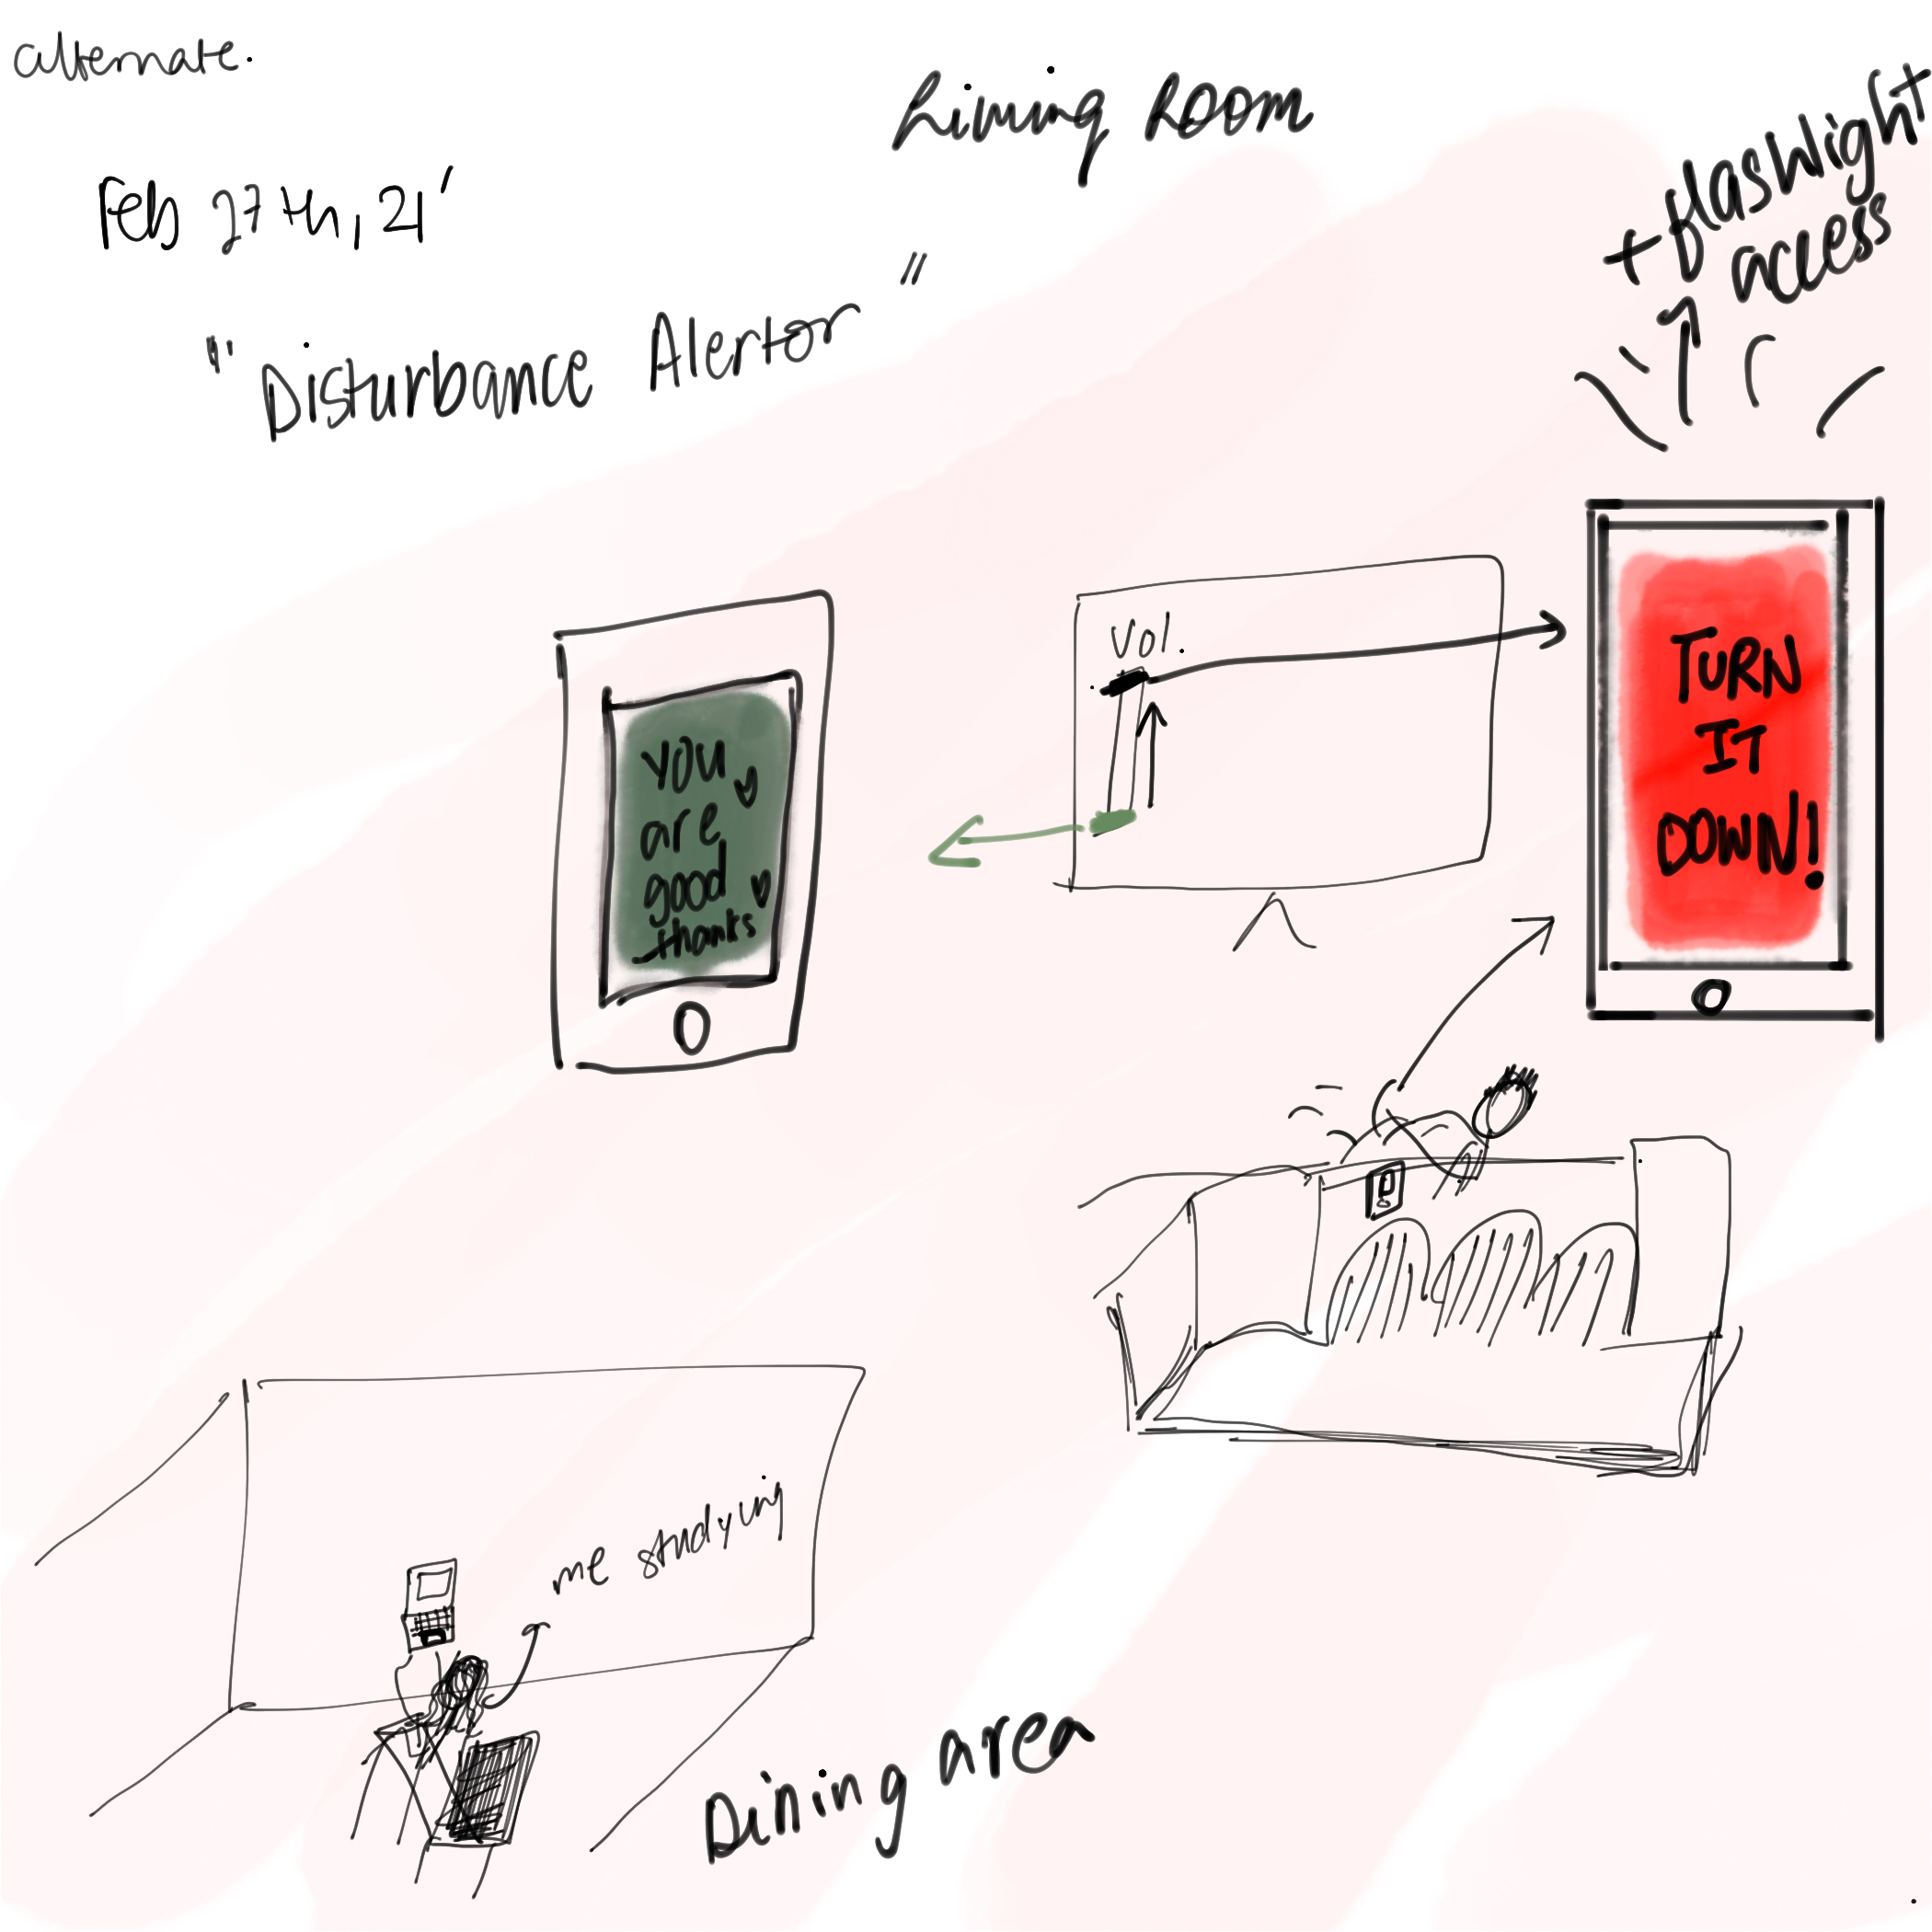 alternate.
Living Room
Feb 27th, 21'
+ flashlight
access
"Disturbance Alertor"
Vol.
TURN
IT
DOWN!
YOU
are
good
thanks
me studying
Dining area